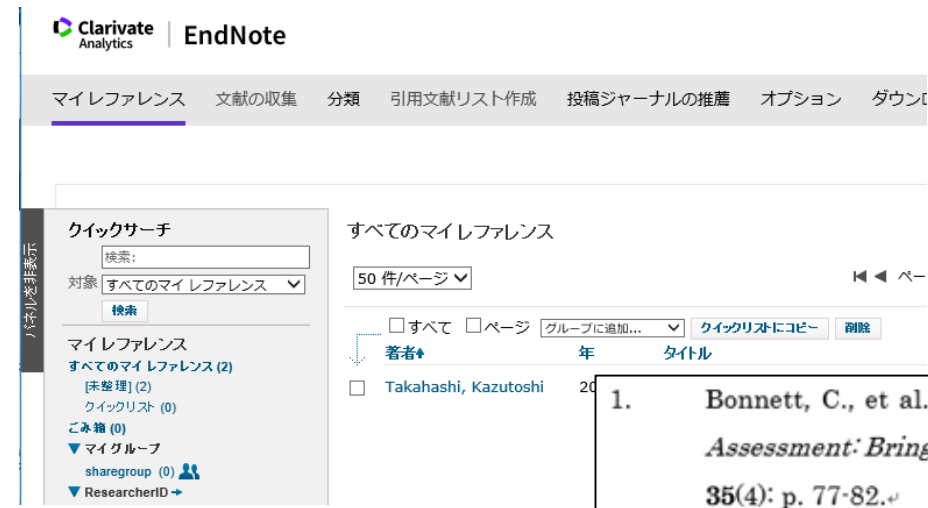 Clarivate
Analytics
EndNote
マイレファレンス 文献の収集 分類 引用文献リスト作成 投稿ジャーナルの推薦 オプション ダウンロ
パネルを非表示
クイックサーチ
検索:
対象 すべてのマイレファレンス
検索
マイレファレンス
すべてのマイレファレンス (2)
[未整理] (2)
クイックリスト (0)
ごみ箱 (0)
▼ マイグループ
sharegroup (0)
▼ ResearcherID
すべてのマイレファレンス
50 件/ページ
ペー
すべて ページ グループに追加... クイックリストにコピー 削除
著者 年 タイトル
Takahashi, Kazutoshi 20
1. Bonnett, C., et al.
Assessment: Bring
35(4): p. 77-82.↵